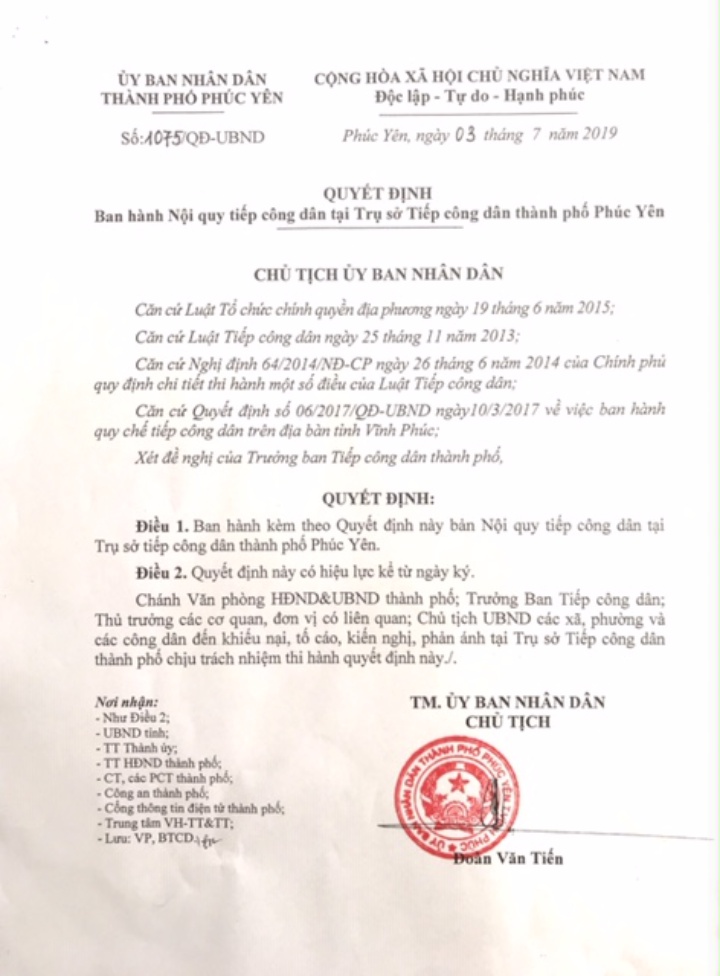 ỦY BAN NHÂN DÂN
THÀNH PHỐ PHÚC YÊN
CỘNG HÒA XÃ HỘI CHỦ NGHĨA VIỆT NAM
Độc lập - Tự do - Hạnh phúc
Số:1075/QĐ-UBND
Phúc Yên, ngày 03 tháng 7 năm 2019
QUYẾT ĐỊNH
Ban hành Nội quy tiếp công dân tại Trụ sở Tiếp công dân thành phố Phúc Yên
CHỦ TỊCH ỦY BAN NHÂN DÂN
Căn cứ Luật Tổ chức chính quyền địa phương ngày 19 tháng 6 năm 2015;
Căn cứ Luật Tiếp công dân ngày 25 tháng 11 năm 2013;
Căn cứ Nghị định 64/2014/NĐ-CP ngày 26 tháng 6 năm 2014 của Chính phủ
quy định chi tiết thi hành một số điều của Luật Tiếp công dân;
Căn cứ Quyết định số 06/2017/QĐ-UBND ngày10/3/2017 về việc ban hành
quy chế tiếp công dân trên địa bàn tỉnh Vĩnh Phúc;
Xét đề nghị của Trưởng ban Tiếp công dân thành phố,
QUYẾT ĐỊNH:
Điều 1. Ban hành kèm theo Quyết định này bản Nội quy tiếp công dân tại
Trụ sở tiếp công dân thành phố Phúc Yên.
Điều 2. Quyết định này có hiệu lực kể từ ngày ký.
Chánh Văn phòng HĐND&UBND thành phố; Trưởng Ban Tiếp công dân;
Thủ trưởng các cơ quan, đơn vị có liên quan; Chủ tịch UBND các xã, phường và
các công dân đến khiếu nại, tố cáo, kiến nghị, phản ánh tại Trụ sở Tiếp công dân
thành phố chịu trách nhiệm thi hành quyết định này./.
Nơi nhận:
- Như Điều 2;
- UBND tỉnh;
- TT Thành ủy;
- TT HĐND thành phố;
- CT, các PCT thành phố;
- Công an thành phố;
- Cổng thông tin điện tử thành phố;
- Trung tâm VH-TT&TT;
- Lưu: VP, BTCD.
TM. ỦY BAN NHÂN DÂN
CHỦ TỊCH
ỦY BAN NHÂN DÂN THÀNH PHỐ PHÚC YÊN
Đoàn Văn Tiến